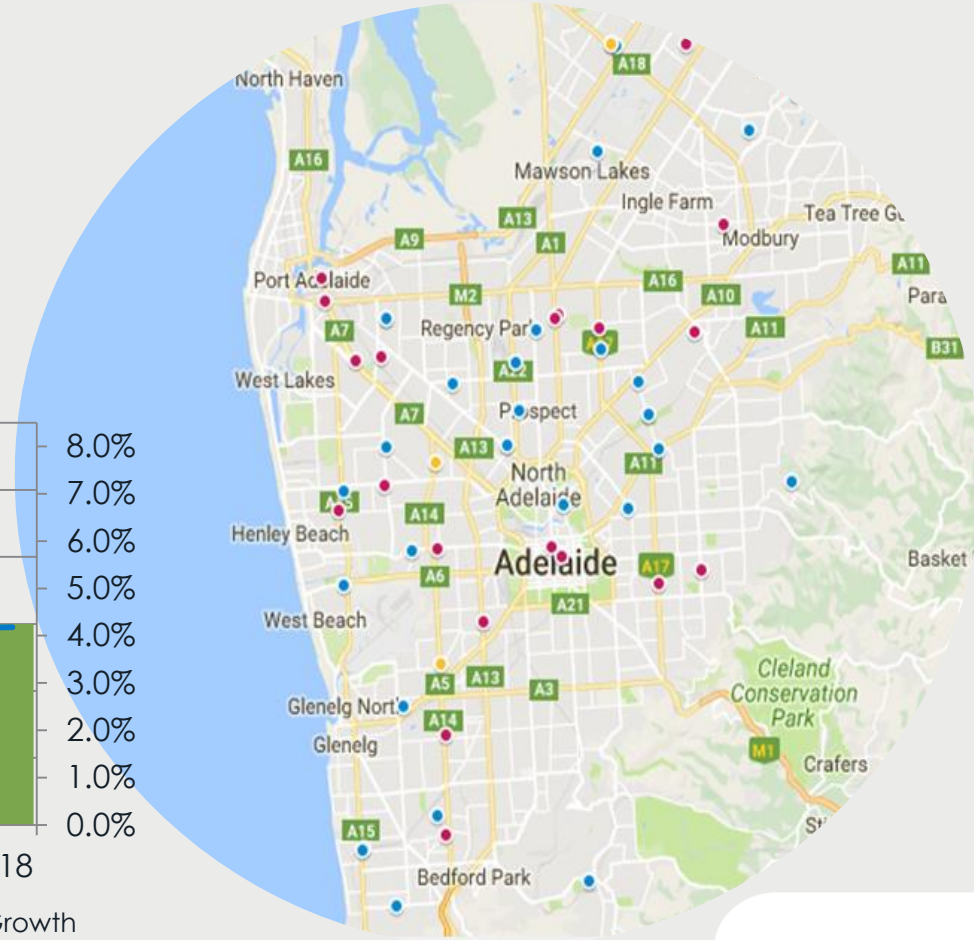 A18
North Haven
A16
Mawson Lakes
Ingle Farm
A13
Tea Tree Gu
A9
A1
Modbury
A11
Port Adelaide
A16
M2
A10
Para
A7
Regency Par
A11
B31
West Lakes
A22
A7
Prospect
8.0%
A13
A11
North
Adelaide
7.0%
A14
Henley Beach
6.0%
Adelaide
Basket
A17
A6
5.0%
A21
West Beach
4.0%
Cleland
Conservation
Park
3.0%
A5
A13
A3
Glenelg Nort
A14
2.0%
Glenelg
M1
Crafers
1.0%
0.0%
A15
St
18
Bedford Park
Growth